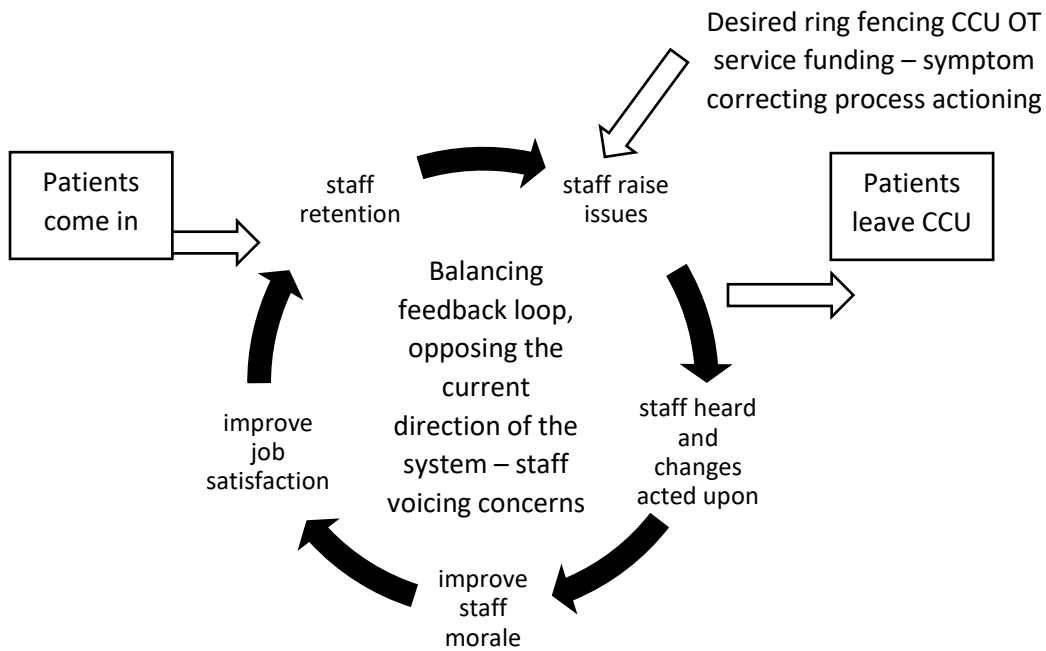 Desired ring fencing CCU OT
service funding – symptom
correcting process actioning
Patients
come in
staff
retention
staff raise
issues
Patients
leave CCU
Balancing
feedback loop,
opposing the
current
direction of the
system – staff
voicing concerns
staff heard
and
changes
acted upon
improve
staff
morale
improve
job
satisfaction